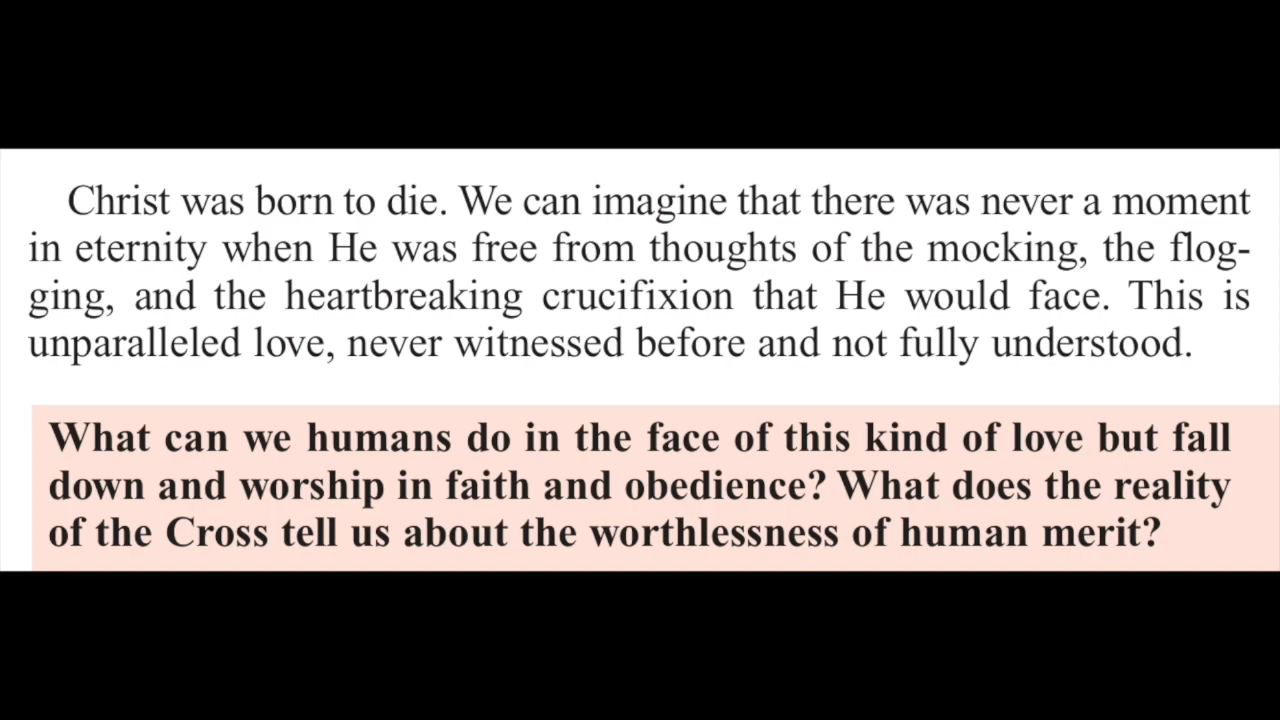 Christ was born to die. We can imagine that there was never a moment
in eternity when He was free from thoughts of the mocking, the flog-
ging, and the heartbreaking crucifixion that He would face. This is
unparalleled love, never witnessed before and not fully understood.
What can we humans do in the face of this kind of love but fall
down and worship in faith and obedience? What does the reality
of the Cross tell us about the worthlessness of human merit?